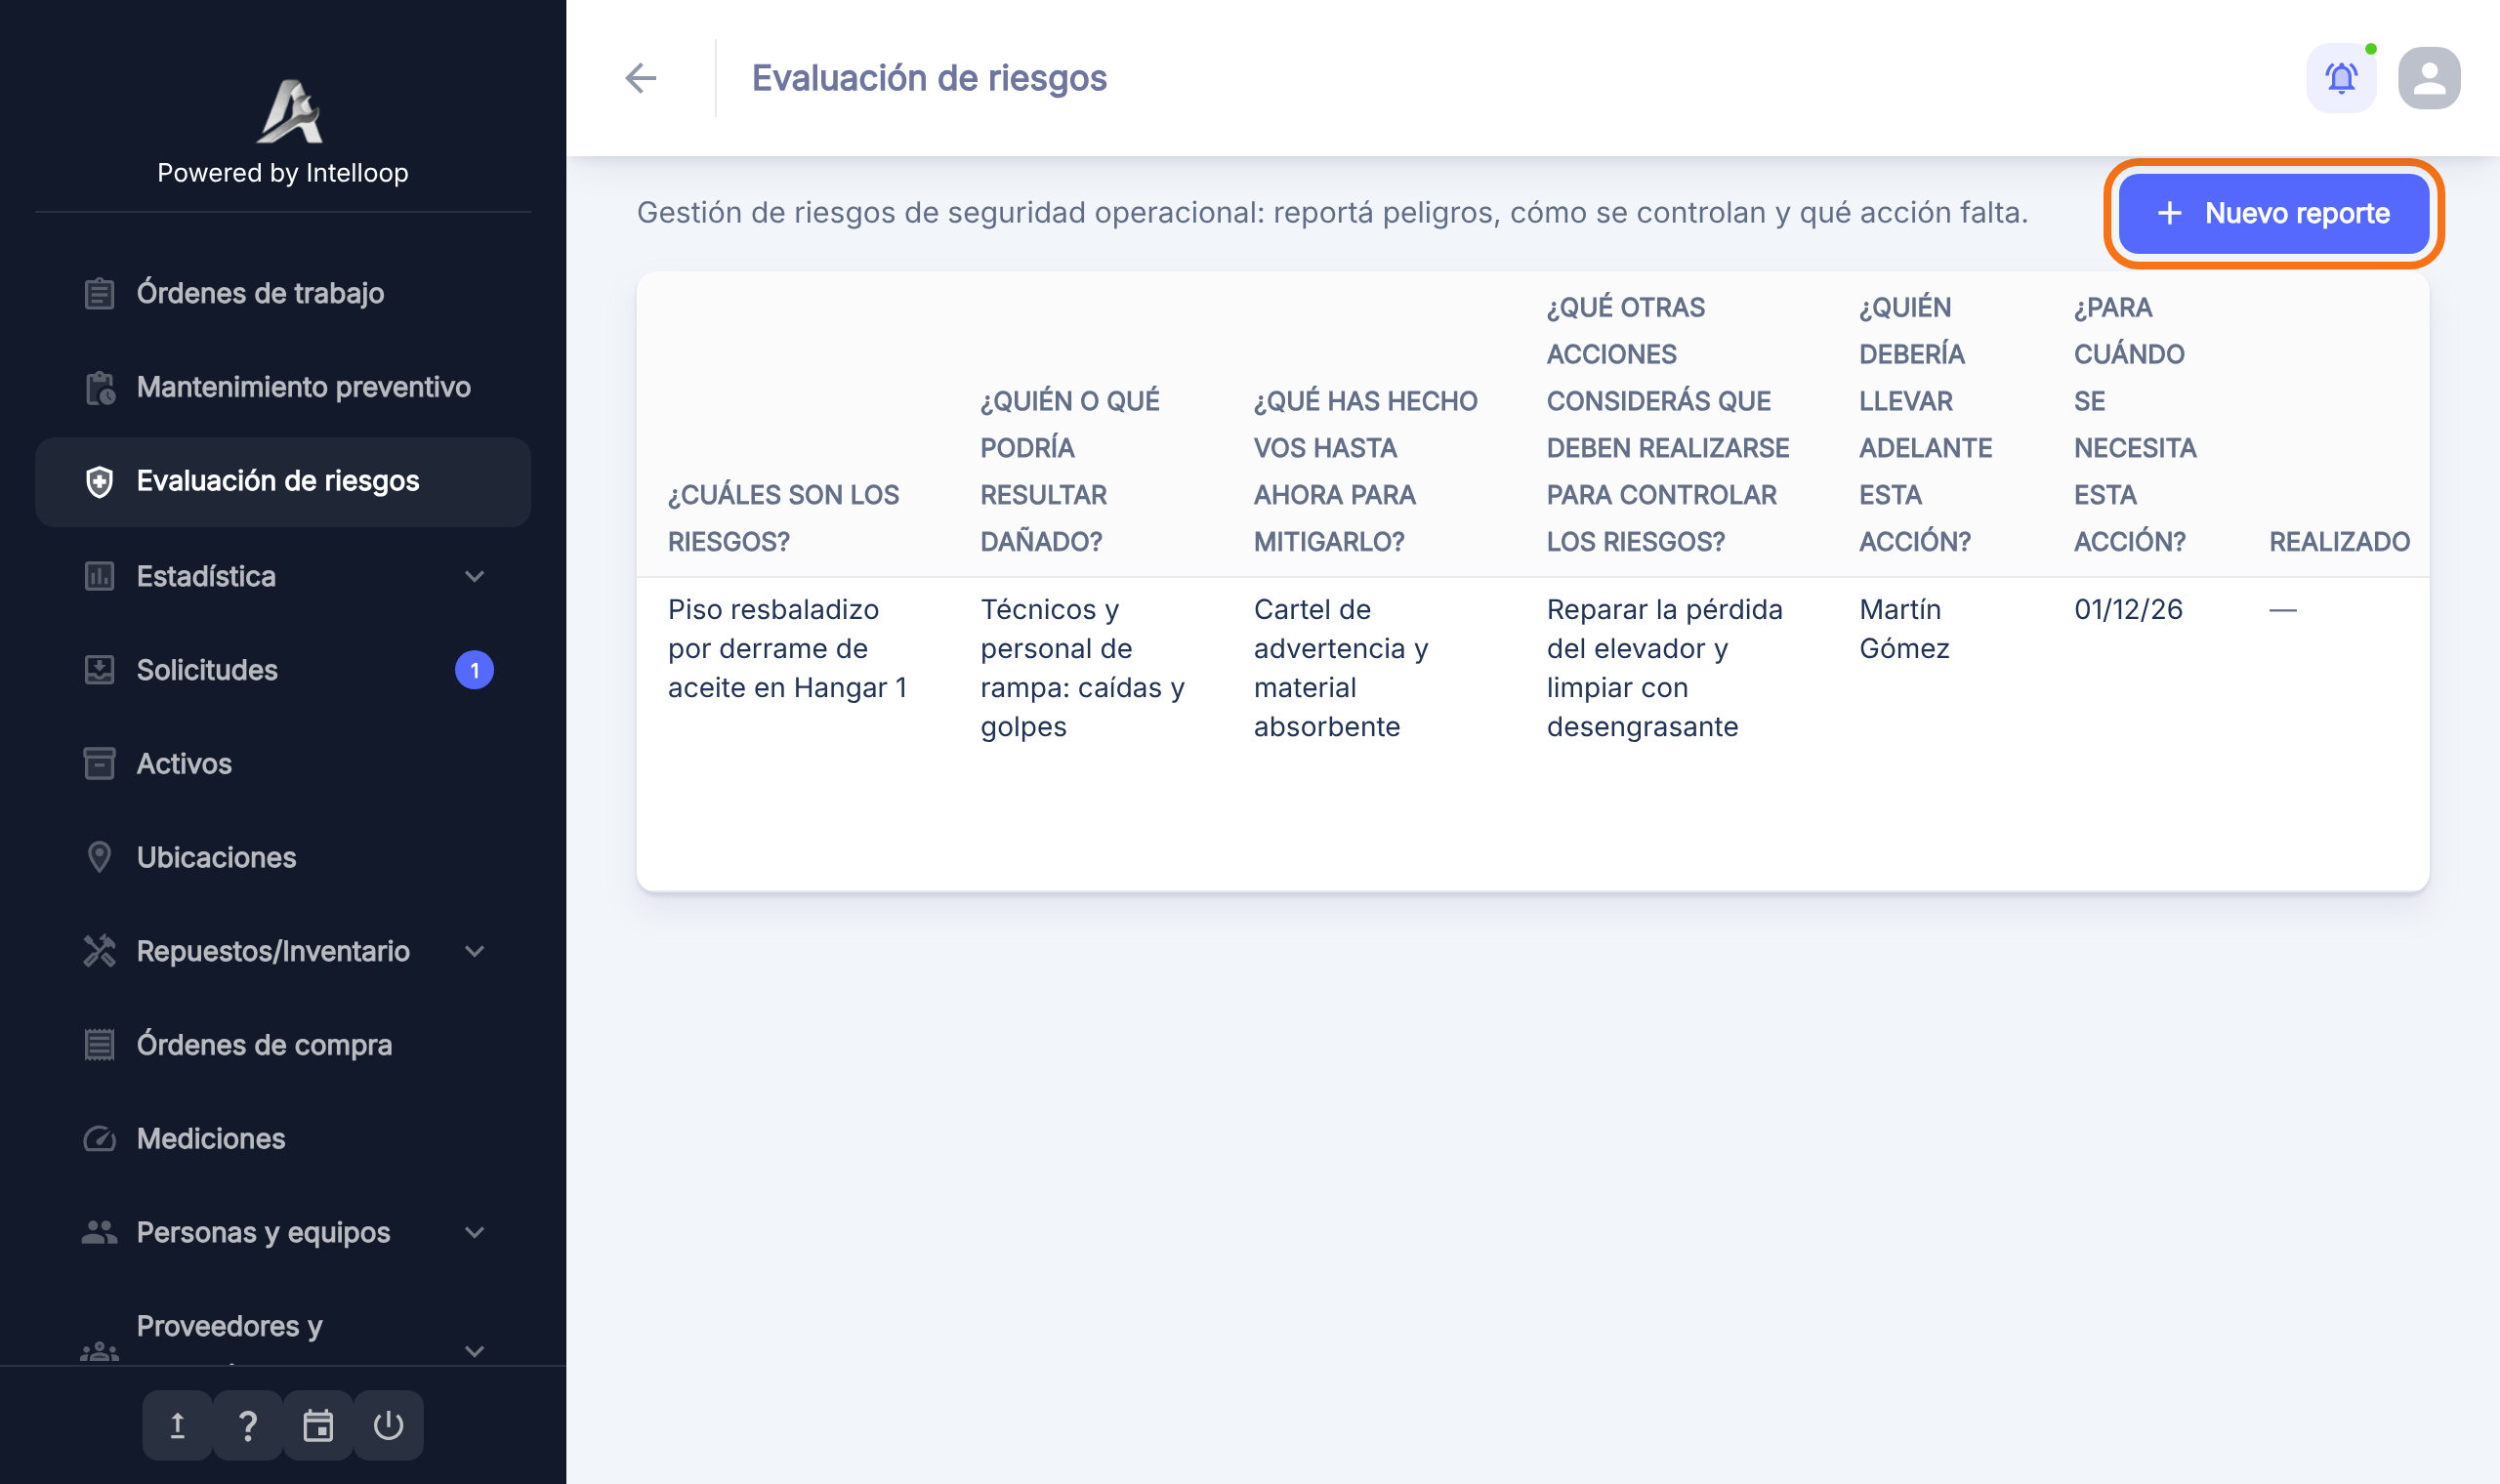 Powered by Intelloop
Órdenes de trabajo
Mantenimiento preventivo
Evaluación de riesgos
Estadística
Solicitudes
1
Activos
Ubicaciones
Repuestos/Inventario
Órdenes de compra
Mediciones
Personas y equipos
Proveedores y
Evaluación de riesgos
Gestión de riesgos de seguridad operacional: reportá peligros, cómo se controlan y qué acción falta.
+ Nuevo reporte
¿CUÁLES SON LOS
RIESGOS?
¿QUIÉN O QUÉ
PODRÍA
RESULTAR
DAÑADO?
¿QUÉ HAS HECHO
VOS HASTA
AHORA PARA
MITIGARLO?
¿QUÉ OTRAS
ACCIONES
CONSIDERÁS QUE
DEBEN REALIZARSE
PARA CONTROLAR
LOS RIESGOS?
¿QUIÉN
DEBERÍA
LLEVAR
ADELANTE
ESTA
ACCIÓN?
¿PARA
CUÁNDO
SE
NECESITA
ESTA
ACCIÓN?
REALIZADO
Piso resbaladizo
por derrame de
aceite en Hangar 1
Técnicos y
personal de
rampa: caídas y
golpes
Cartel de
advertencia y
material
absorbente
Reparar la pérdida
del elevador y
limpiar con
desengrasante
Martín
Gómez
01/12/26
—